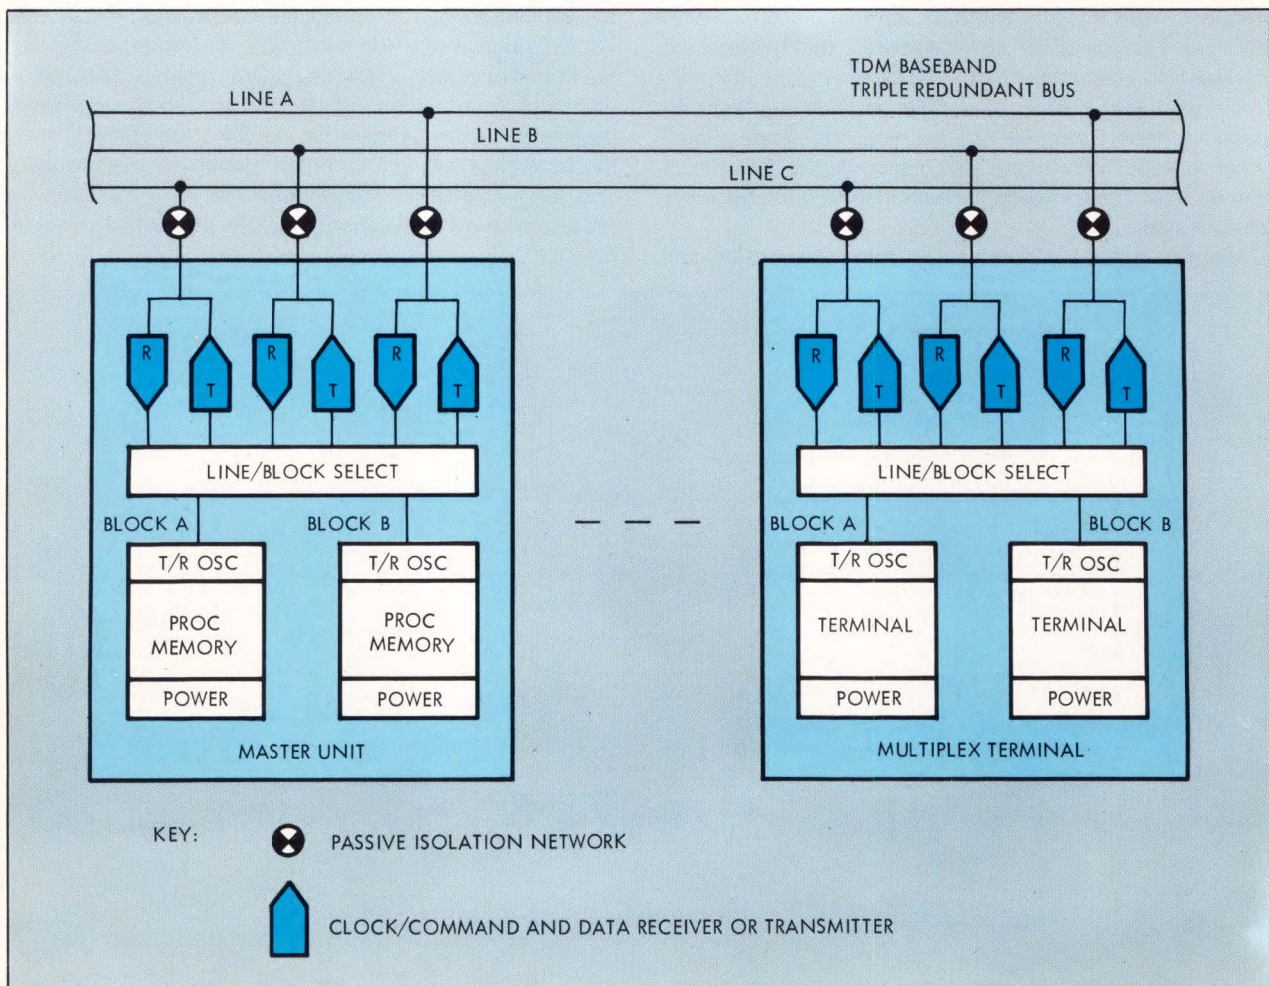 TDM BASEBAND
TRIPLE REDUNDANT BUS
LINE A
LINE B
LINE C
R T R T R T
R T R T R T
LINE/BLOCK SELECT
LINE/BLOCK SELECT
BLOCK A
BLOCK B
BLOCK A
BLOCK B
T/R OSC
PROC
MEMORY
POWER
T/R OSC
PROC
MEMORY
POWER
MASTER UNIT
T/R OSC
TERMINAL
POWER
T/R OSC
TERMINAL
POWER
MULTIPLEX TERMINAL
KEY:
PASSIVE ISOLATION NETWORK
CLOCK/COMMAND AND DATA RECEIVER OR TRANSMITTER